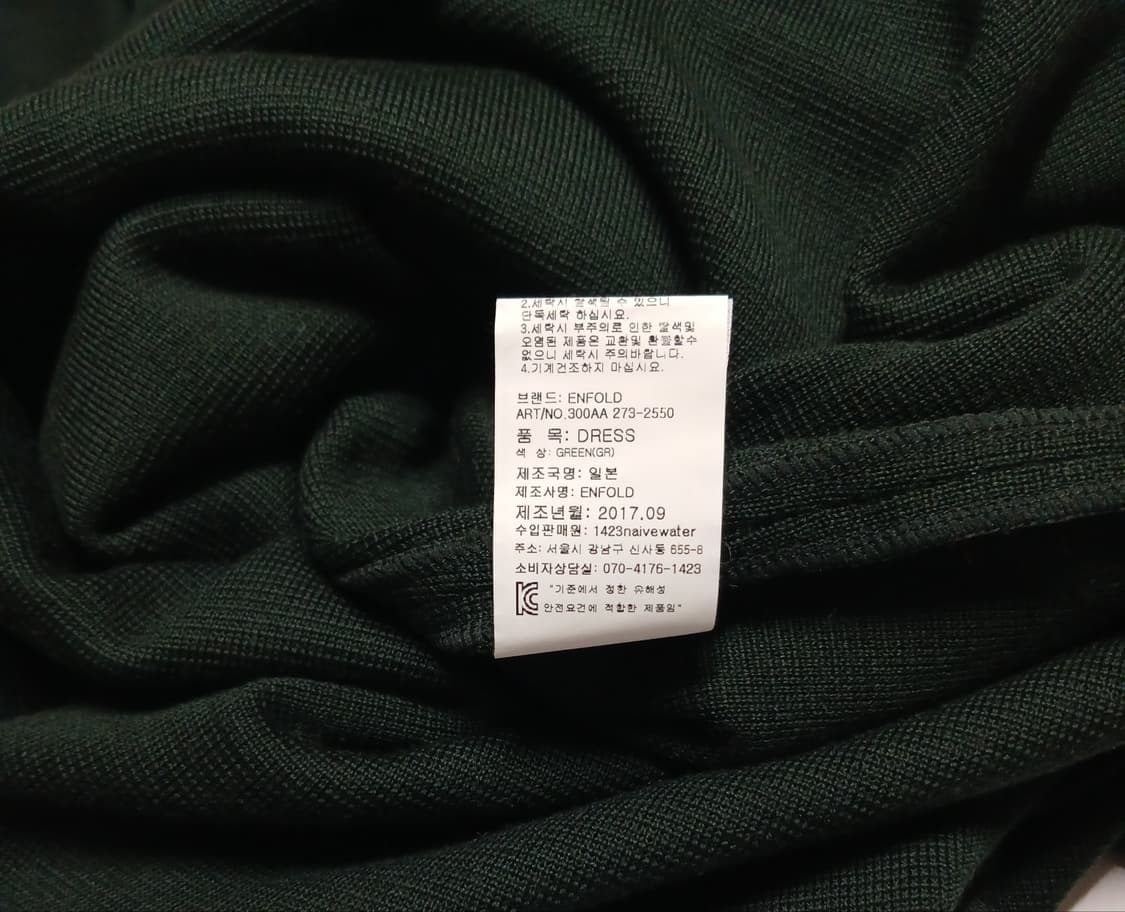 2.세탁시 탈색될 수 있으니
단독세탁 하십시요.
3.세탁시 부주의로 인한 탈색및
오염된 제품은 교환및 환불할수
없으니 세탁시 주의바랍니다.
4.기계건조하지 마십시요.
브랜드: ENFOLD
ART/NO.300AA 273-2550
품 목: DRESS
색 상: GREEN(GR)
제조국명: 일본
제조사명: ENFOLD
제조년월: 2017.09
수입판매원: 1423naivewater
주소: 서울시 강남구 신사동 655-8
소비자상담실: 070-4176-1423
KC "기준에서 정한 유해성
안전요건에 적합한 제품임"